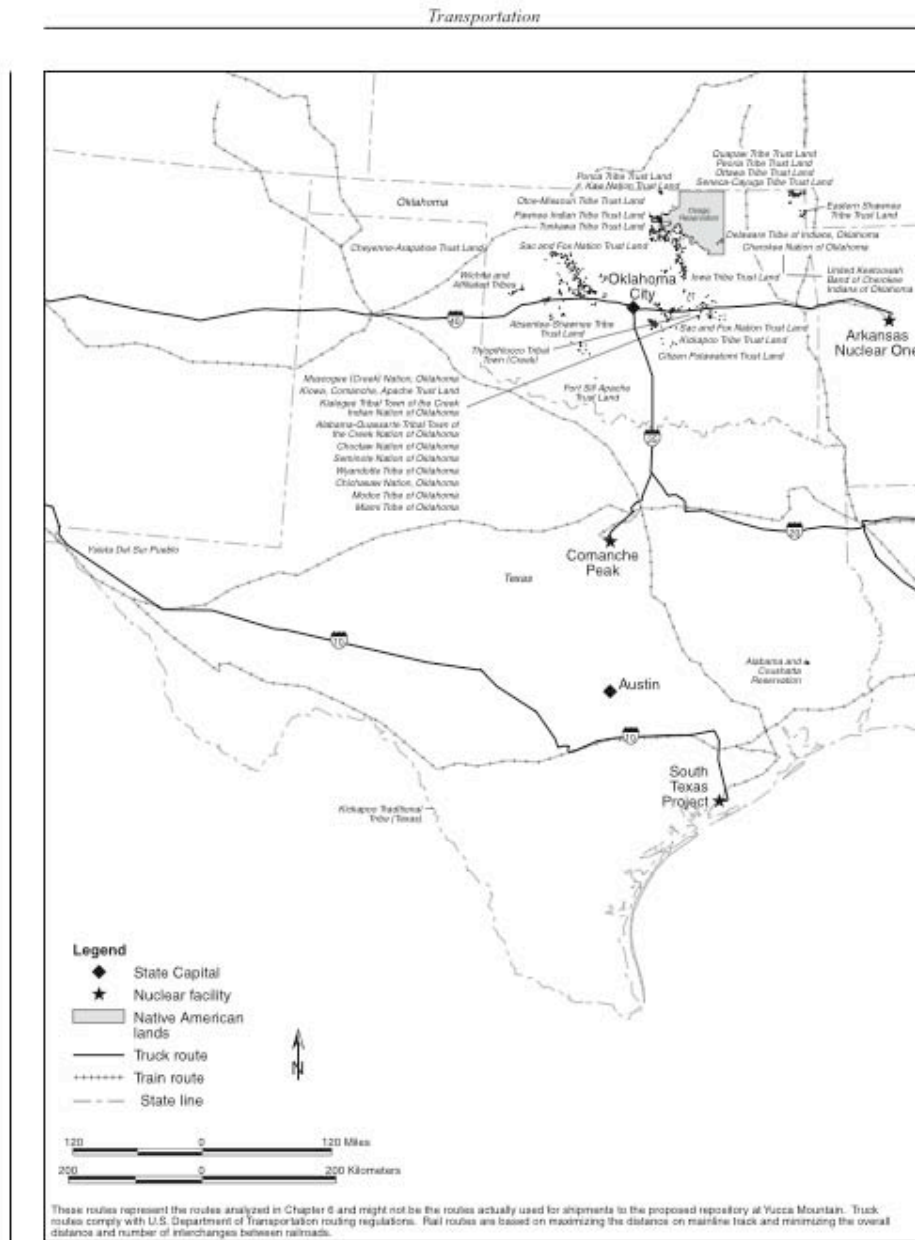 Transportation
Quapaw Tribe Trust Land
Peoria Tribe Trust Land
Ottawa Tribe Trust Land
Seneca-Cayuga Tribe Trust Land
Ponca Tribe Trust Land
Kaw Nation Trust Land
Oklahoma
Otoe-Missouri Tribe Trust Land
Pawnee Indian Tribe Trust Land
Tonkawa Tribe Trust Land
Osage
Reservation
Eastern Shawnee
Tribe Trust Land
Delaware Tribe of Indians, Oklahoma
Cherokee Nation of Oklahoma
Cheyenne-Arapahoe Trust Land
Sac and Fox Nation Trust Land
Wichita and
Affiliated Tribes
Oklahoma
City
Iowa Tribe Trust Land
United Keetoowah
Band of Cherokee
Indians of Oklahoma
40
Absentee-Shawnee Tribe
Trust Land
Thlopthlocco Tribal
Town (Creek)
Sac and Fox Nation Trust Land
Kickapoo Tribe Trust Land
Citizen Potawatomi Trust Land
Arkansas
Nuclear One
Muscogee (Creek) Nation, Oklahoma
Kiowa, Comanche, Apache Trust Land
Kialegee Tribal Town of the Creek
Indian Nation of Oklahoma
Alabama-Quassarte Tribal Town of
the Creek Nation of Oklahoma
Choctaw Nation of Oklahoma
Seminole Nation of Oklahoma
Wyandotte Tribe of Oklahoma
Chickasaw Nation, Oklahoma
Modoc Tribe of Oklahoma
Miami Tribe of Oklahoma
Fort Sill Apache
Trust Land
35
20
Ysleta Del Sur Pueblo
Comanche
Peak
Texas
10
Alabama and
Coushatta
Reservation
Austin
10
South
Texas
Project
Kickapoo Traditional
Tribe (Texas)
Legend
State Capital
Nuclear facility
Native American
lands
Truck route
Train route
State line
N
120 0 120 Miles
200 0 200 Kilometers
These routes represent the routes analyzed in Chapter 6 and might not be the routes actually used for shipments to the proposed repository at Yucca Mountain. Truck
routes comply with U.S. Department of Transportation routing regulations. Rail routes are based on maximizing the distance on mainline track and minimizing the overall
distance and number of interchanges between railroads.